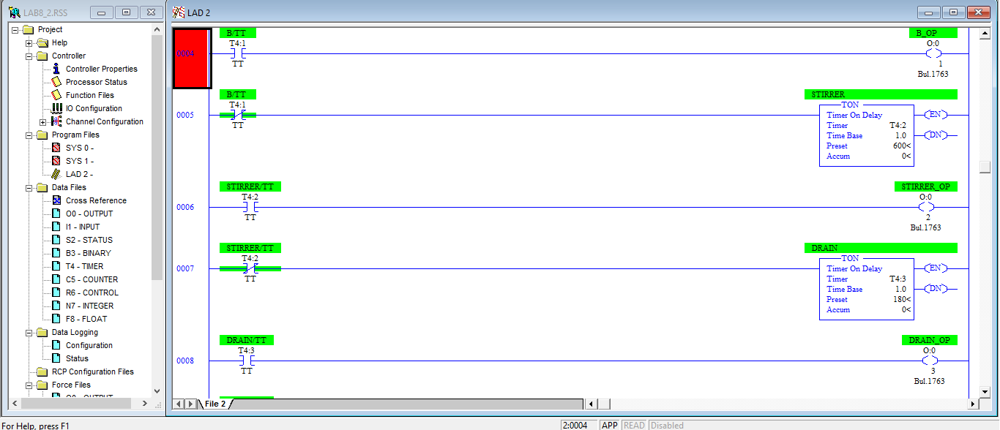 LAB8_2.RSS
Project
Help
Controller
Controller Properties
Processor Status
Function Files
IO Configuration
Channel Configuration
Program Files
SYS 0 -
SYS 1 -
LAD 2 -
Data Files
Cross Reference
O0 - OUTPUT
I1 - INPUT
S2 - STATUS
B3 - BINARY
T4 - TIMER
C5 - COUNTER
R6 - CONTROL
N7 - INTEGER
F8 - FLOAT
Data Logging
Configuration
Status
RCP Configuration Files
Force Files
LAD 2
B/TT
B_OP
T4:1
O:0
0004
TT
1
Bul.1763
B/TT
STIRRER
T4:1
TON
0005
Timer On Delay
EN
TT
Timer T4:2
Time Base 1.0
DN
Preset 600<
Accum 0<
STIRRER/TT
STIRRER_OP
T4:2
O:0
0006
TT
2
Bul.1763
STIRRER/TT
DRAIN
T4:2
TON
0007
Timer On Delay
EN
TT
Timer T4:3
Time Base 1.0
DN
Preset 180<
Accum 0<
DRAIN/TT
DRAIN_OP
T4:3
O:0
0008
TT
3
Bul.1763
File 2
For Help, press F1
2:0004 APP READ Disabled